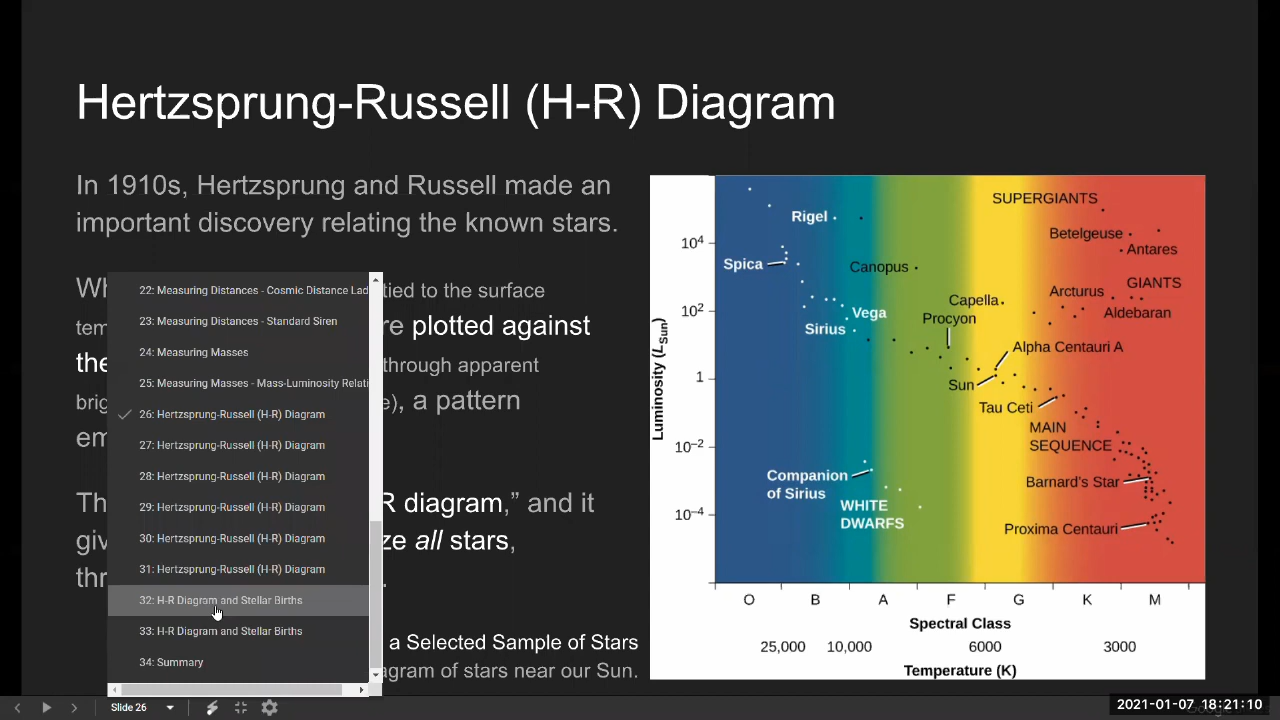 Hertzsprung-Russell (H-R) Diagram
In 1910s, Hertzsprung and Russell made an
important discovery relating the known stars.
tied to the surface
tem
re plotted against
the
through apparent
brig
e), a pattern
em
Th
R diagram,” and it
giv
ze all stars,
thr
a Selected Sample of Stars
agram of stars near our Sun.
22: Measuring Distances - Cosmic Distance Lad
23: Measuring Distances - Standard Siren
24: Measuring Masses
25: Measuring Masses - Mass-Luminosity Relati
26: Hertzsprung-Russell (H-R) Diagram
27: Hertzsprung-Russell (H-R) Diagram
28: Hertzsprung-Russell (H-R) Diagram
29: Hertzsprung-Russell (H-R) Diagram
30: Hertzsprung-Russell (H-R) Diagram
31: Hertzsprung-Russell (H-R) Diagram
32: H-R Diagram and Stellar Births
33: H-R Diagram and Stellar Births
34: Summary
SUPERGIANTS
Rigel
Betelgeuse
Antares
10⁴
Spica
Canopus
GIANTS
Arcturus
Capella
Aldebaran
10²
Vega
Procyon
Sirius
Alpha Centauri A
1
Sun
Tau Ceti
MAIN
SEQUENCE
10⁻²
Companion
of Sirius
Barnard's Star
WHITE
DWARFS
10⁻⁴
Proxima Centauri
Luminosity (LSun)
O B A F G K M
Spectral Class
25,000 10,000 6000 3000
Temperature (K)
Slide 26
2021-01-07 18:21:10